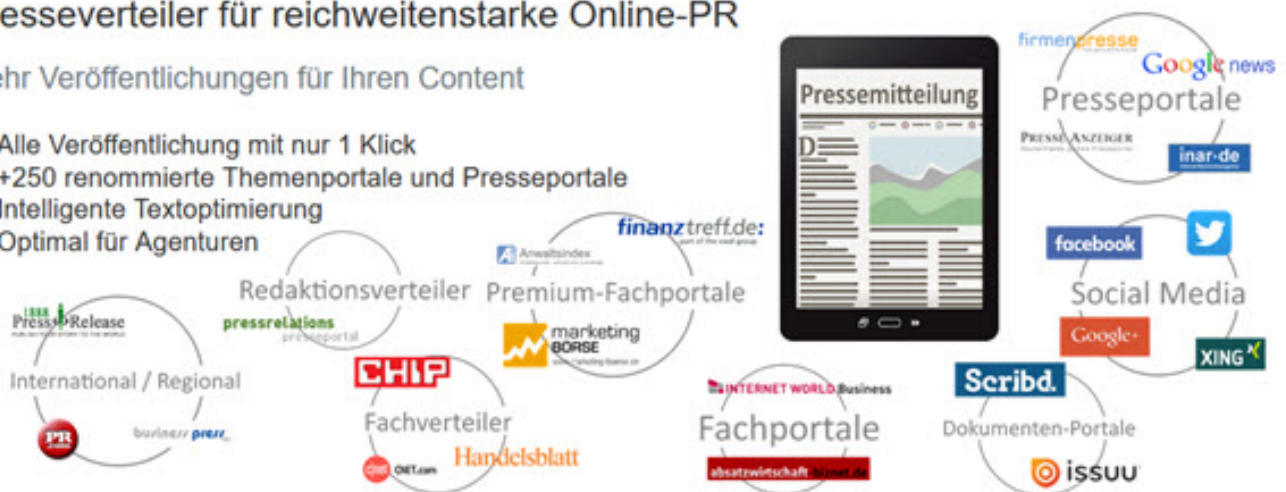 esseverteiler für reichweitenstarke Online-PR
ehr Veröffentlichungen für Ihren Content
Alle Veröffentlichung mit nur 1 Klick
+250 renommierte Themenportale und Presseportale
Intelligente Textoptimierung
Optimal für Agenturen
Pressemitteilung
D
firmenpresse
Google news
Presseportale
PRESSE ANZEIGER
inar-de
facebook
Social Media
Google+
XING
finanztreff.de:
Anwaltsindex
Premium-Fachportale
marketing
BÖRSE
Redaktionsverteiler
pressrelations
presseportal
1888
PressRelease
International / Regional
PR
business press
CHIP
Fachverteiler
cnet CNET.com
Handelsblatt
INTERNET WORLD Business
Fachportale
absatzwirtschaft biznet.de
Scribd.
Dokumenten-Portale
issuu